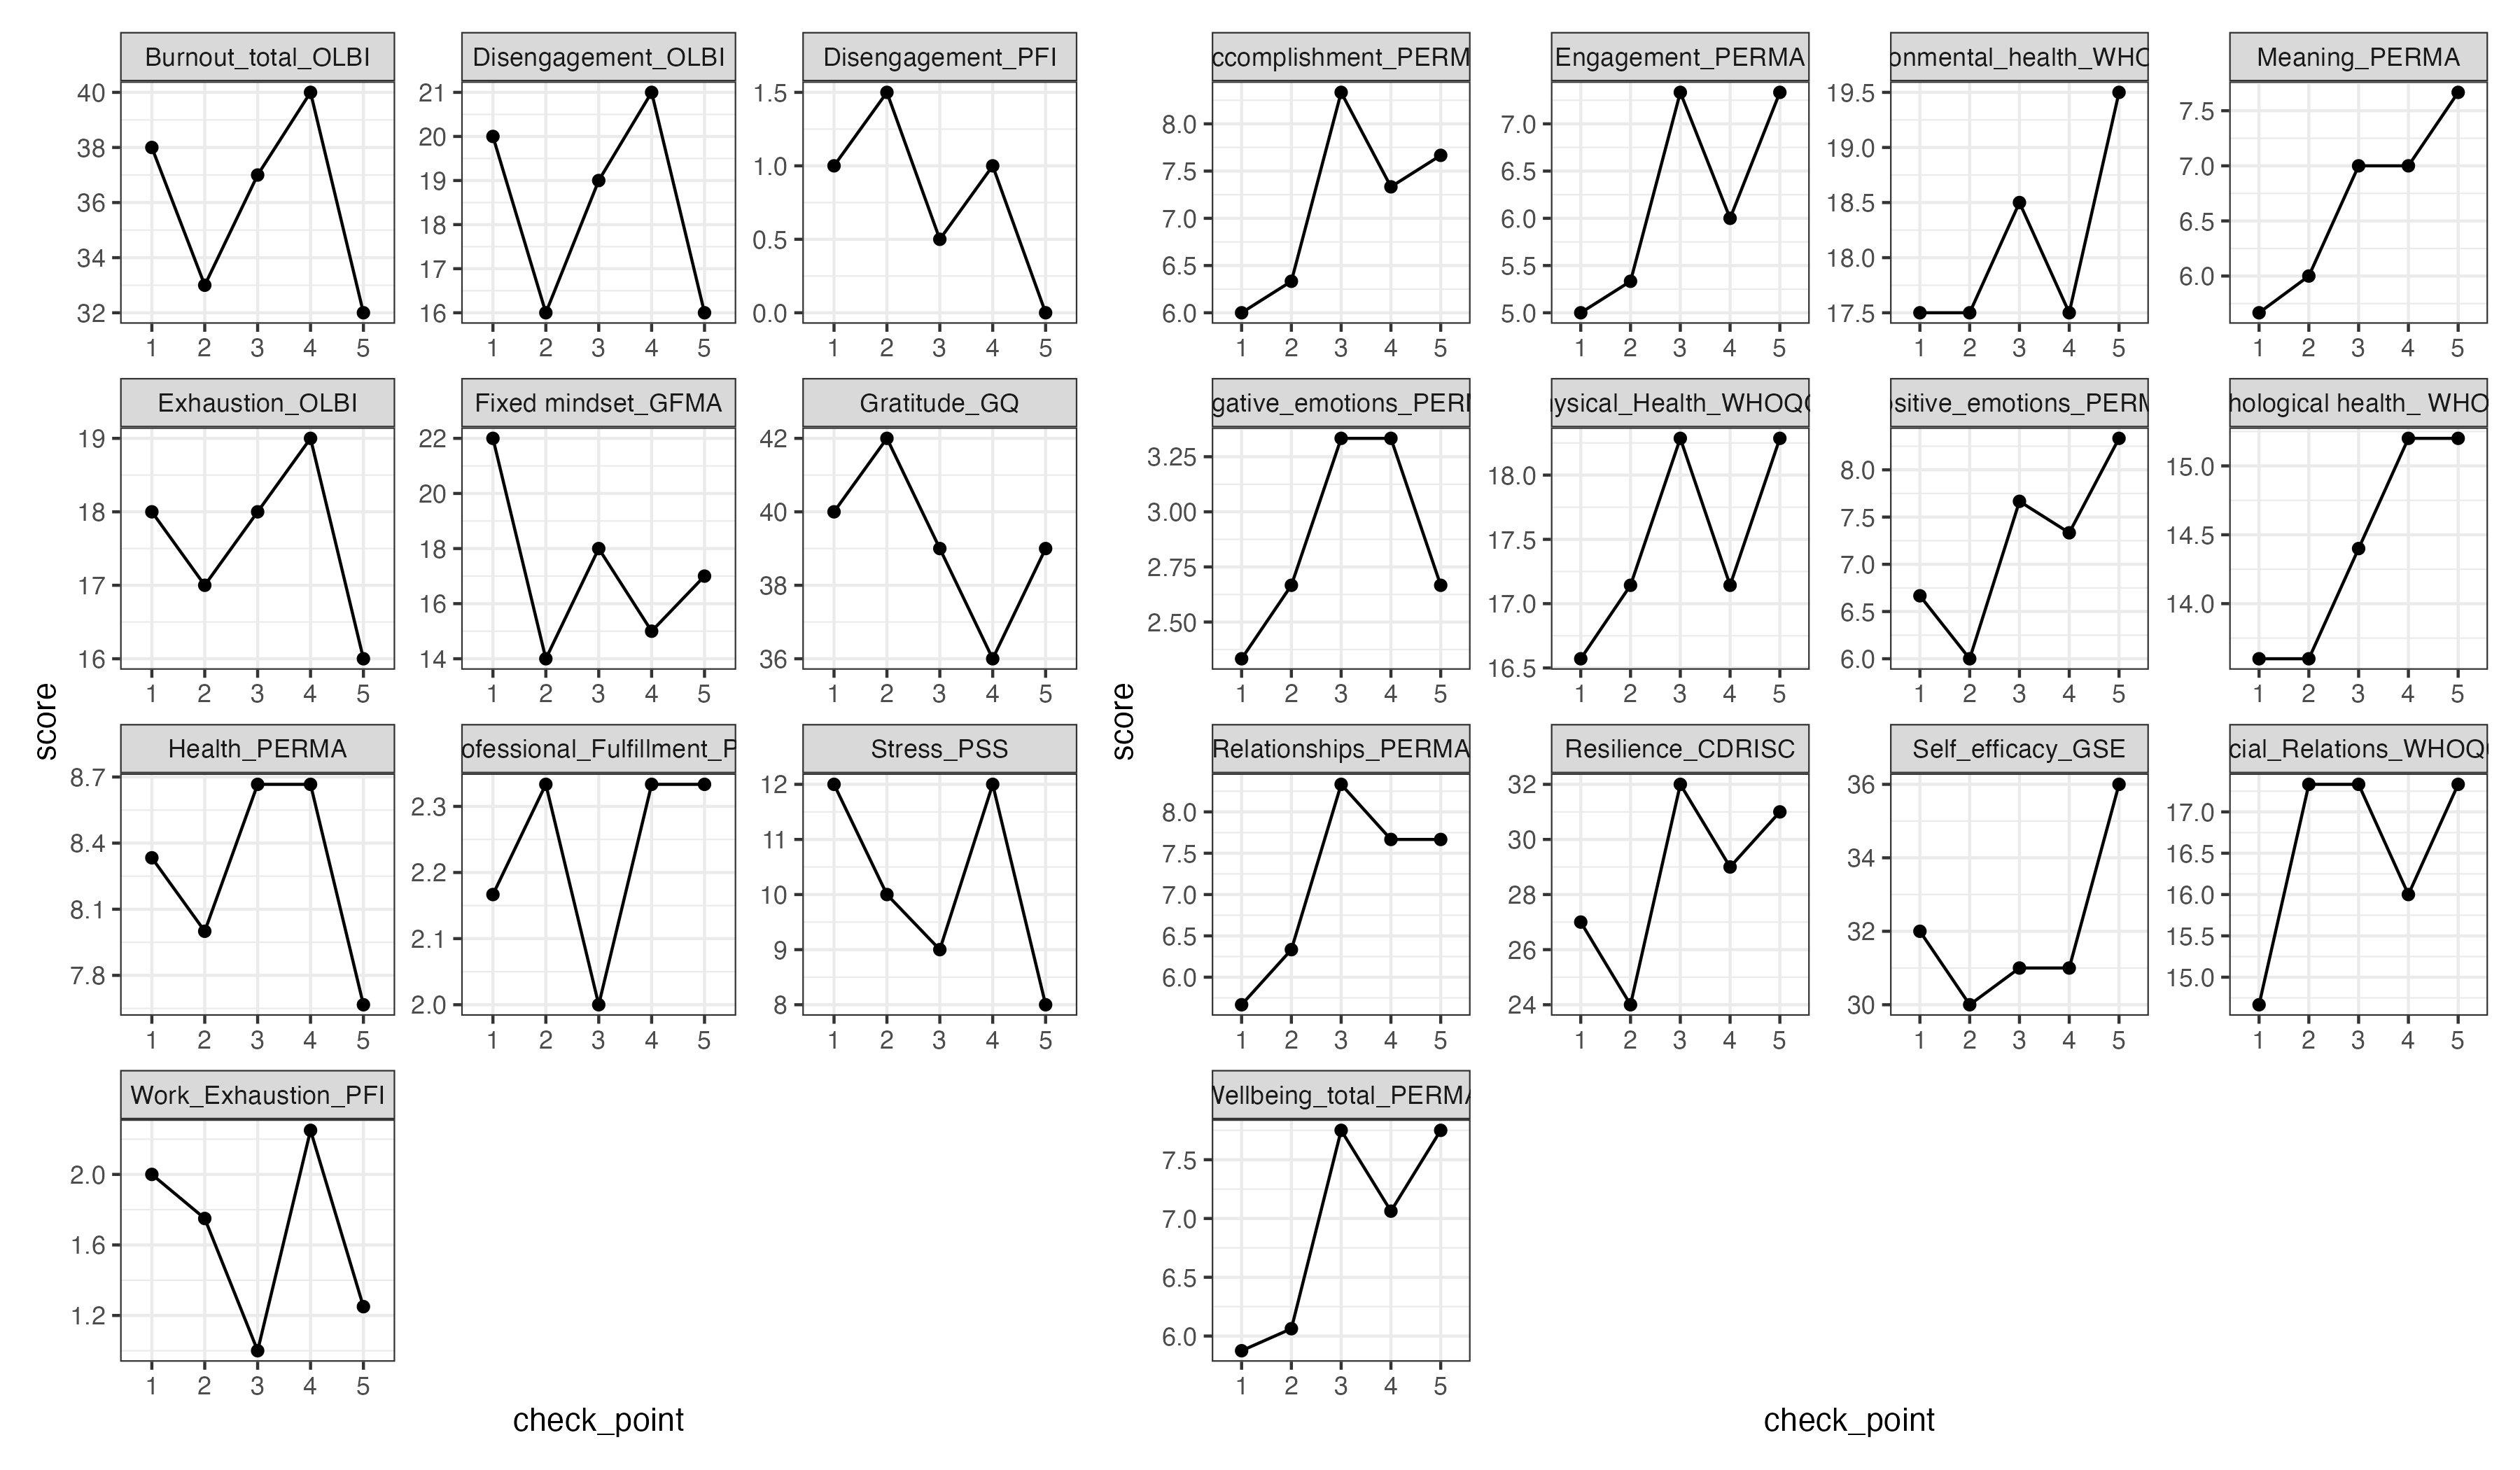 Burnout_total_OLBI
40
38
36
34
32
1 2 3 4 5
Disengagement_OLBI
21
20
19
18
17
16
1 2 3 4 5
Disengagement_PFI
1.5
1.0
0.5
0.0
1 2 3 4 5
Exhaustion_OLBI
19
18
17
16
1 2 3 4 5
Fixed mindset_GFMA
22
20
18
16
14
1 2 3 4 5
Gratitude_GQ
42
40
38
36
1 2 3 4 5
Health_PERMA
8.7
8.4
8.1
7.8
1 2 3 4 5
ofessional_Fulfillment_P
2.3
2.2
2.1
2.0
1 2 3 4 5
Stress_PSS
12
11
10
9
8
1 2 3 4 5
Work_Exhaustion_PFI
2.0
1.6
1.2
1 2 3 4 5
score
check_point
ccomplishment_PERM
8.0
7.5
7.0
6.5
6.0
1 2 3 4 5
Engagement_PERMA
7.0
6.5
6.0
5.5
5.0
1 2 3 4 5
onmental_health_WHO
19.5
19.0
18.5
18.0
17.5
1 2 3 4 5
Meaning_PERMA
7.5
7.0
6.5
6.0
1 2 3 4 5
gative_emotions_PERM
3.25
3.00
2.75
2.50
1 2 3 4 5
ysical_Health_WHOQO
18.0
17.5
17.0
16.5
1 2 3 4 5
sitive_emotions_PERM
8.0
7.5
7.0
6.5
6.0
1 2 3 4 5
hological health_ WHO
15.0
14.5
14.0
1 2 3 4 5
Relationships_PERMA
8.0
7.5
7.0
6.5
6.0
1 2 3 4 5
Resilience_CDRISC
32
30
28
26
24
1 2 3 4 5
Self_efficacy_GSE
36
34
32
30
1 2 3 4 5
cial_Relations_WHOQO
17.0
16.5
16.0
15.5
15.0
1 2 3 4 5
Wellbeing_total_PERMA
7.5
7.0
6.5
6.0
1 2 3 4 5
score
check_point